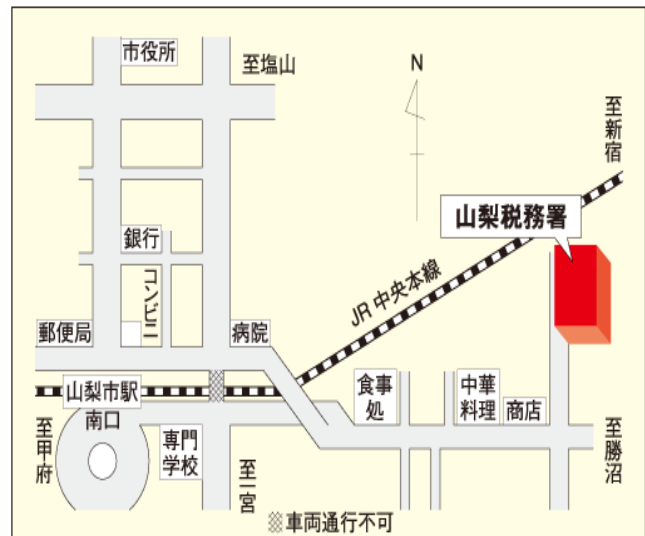 市役所
至塩山
N
至新宿
山梨税務署
銀行
コンビニ
JR中央本線
郵便局
病院
山梨市駅
南口
食事
処
中華
料理
商店
至甲府
専門
学校
至一宮
至勝沼
車両通行不可